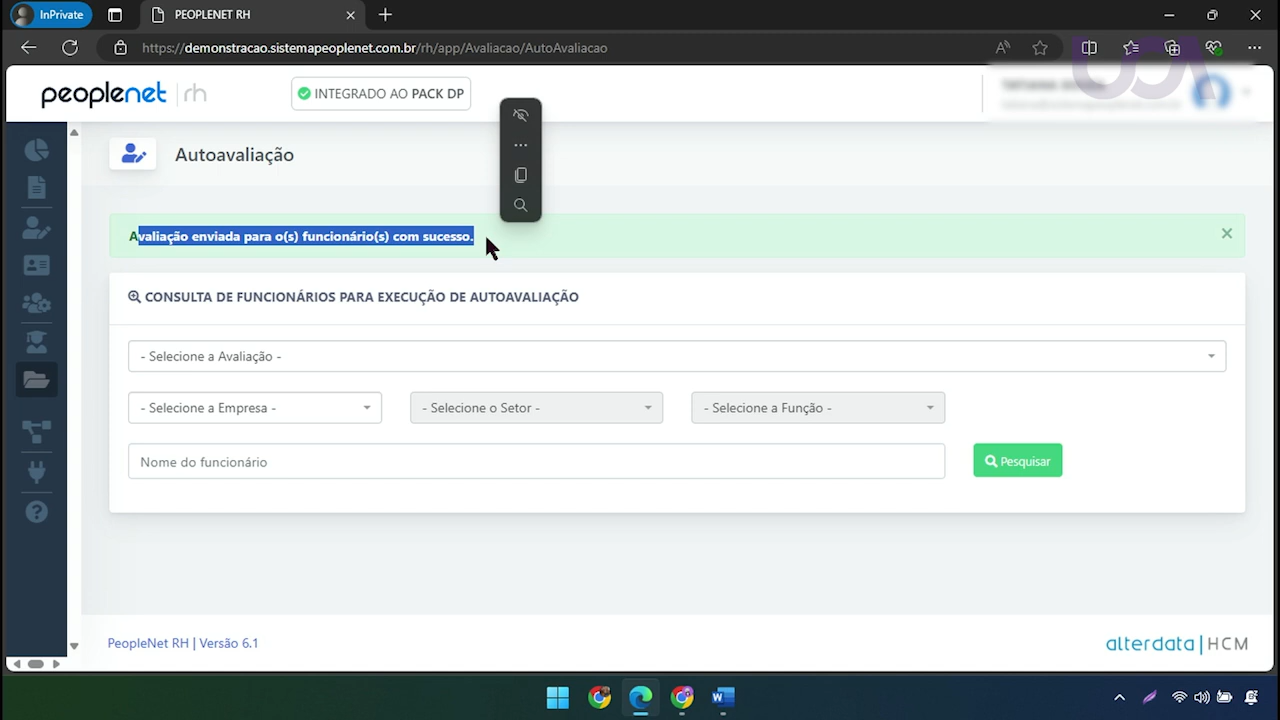 InPrivate
PEOPLENET RH
https://demonstracao.sistemapeoplenet.com.br/rh/app/Avaliacao/AutoAvaliacao
peoplenet rh
INTEGRADO AO PACK DP
Autoavaliação
Avaliação enviada para o(s) funcionário(s) com sucesso.
CONSULTA DE FUNCIONÁRIOS PARA EXECUÇÃO DE AUTOAVALIAÇÃO
- Selecione a Avaliação -
- Selecione a Empresa -
- Selecione o Setor -
- Selecione a Função -
Nome do funcionário
Pesquisar
PeopleNet RH | Versão 6.1
alterdata | HCM